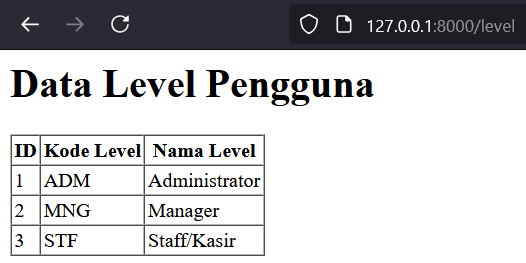 127.0.0.1:8000/level
Data Level Pengguna
ID Kode Level Nama Level
1 ADM Administrator
2 MNG Manager
3 STF Staff/Kasir